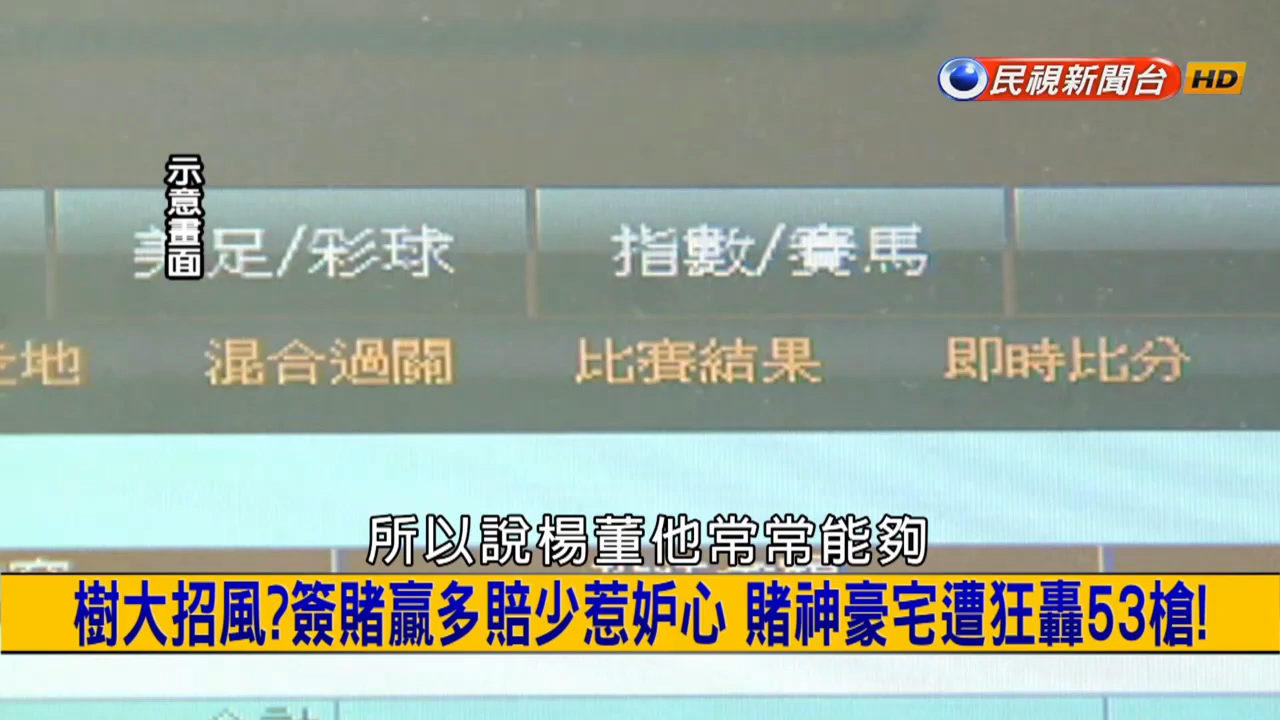 民視新聞台 HD
示意畫面
美足/彩球 指數/賽馬
走地 混合過關 比賽結果 即時比分
所以說楊董他常常能夠
樹大招風?簽賭贏多賠少惹妒心 賭神豪宅遭狂轟53槍!